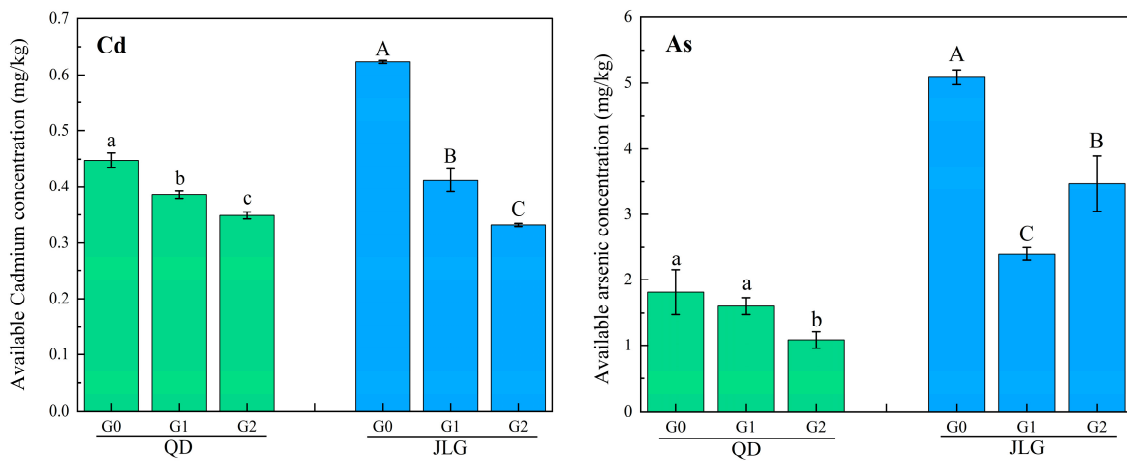 Available Cadmium concentration (mg/kg)
0.7
0.6
0.5
0.4
0.3
0.2
0.1
0.0
Cd
a
b
c
A
B
C
G0 G1 G2 G0 G1 G2
QD JLG
Available arsenic concentration (mg/kg)
6
5
4
3
2
1
0
As
a
a
b
A
C
B
G0 G1 G2 G0 G1 G2
QD JLG